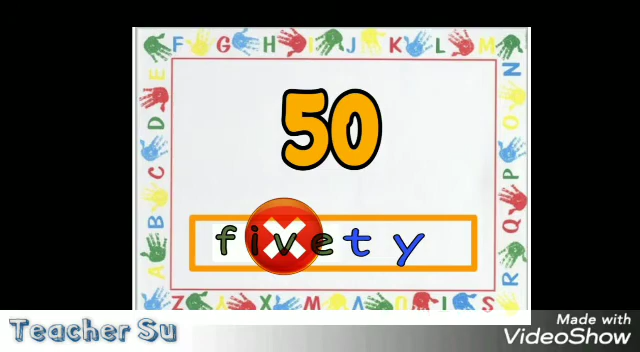 F G H I J K L M
E D C B A
N O P Q R
50
fivety
Z Y X W V U T S
Teacher Su
Made with
VideoShow